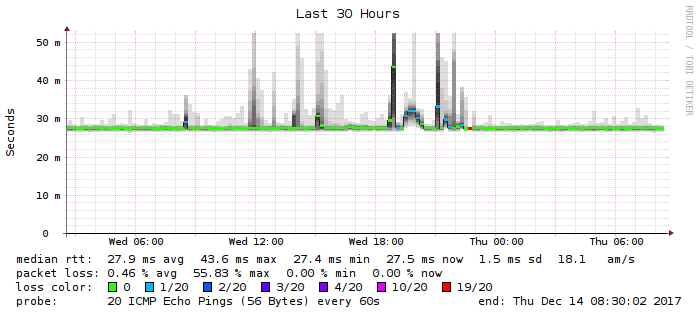 Last 30 Hours
RRDTOOL / TOBI OETIKER
Seconds
50 m
40 m
30 m
20 m
10 m
0
Wed 06:00 Wed 12:00 Wed 18:00 Thu 00:00 Thu 06:00
median rtt: 27.9 ms avg 43.6 ms max 27.4 ms min 27.5 ms now 1.5 ms sd 18.1 am/s
packet loss: 0.46 % avg 55.83 % max 0.00 % min 0.00 % now
loss color: 0 1/20 2/20 3/20 4/20 10/20 19/20
probe: 20 ICMP Echo Pings (56 Bytes) every 60s end: Thu Dec 14 08:30:02 2017